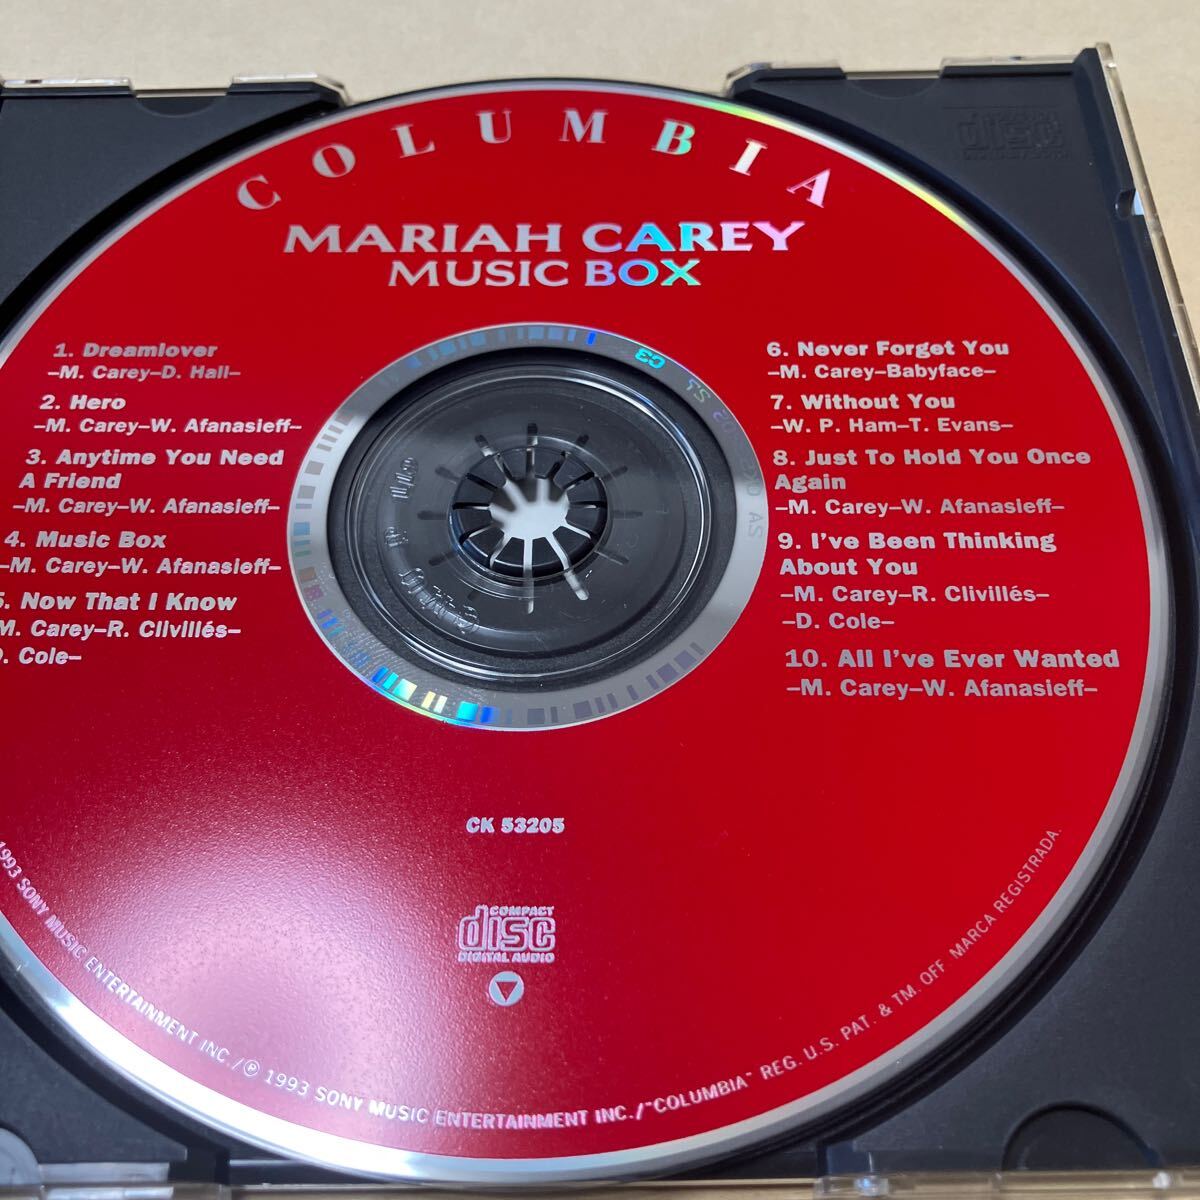 COLUMBIA
MARIAH CAREY
MUSIC BOX
1. Dreamlover
–M. Carey–D. Hall–
2. Hero
–M. Carey–W. Afanasieff–
3. Anytime You Need
A Friend
–M. Carey–W. Afanasieff–
4. Music Box
–M. Carey–W. Afanasieff–
5. Now That I Know
M. Carey–R. Clivillés–
D. Cole–
6. Never Forget You
–M. Carey–Babyface–
7. Without You
–W. P. Ham–T. Evans–
8. Just To Hold You Once
Again
–M. Carey–W. Afanasieff–
9. I've Been Thinking
About You
–M. Carey–R. Clivillés–
–D. Cole–
10. All I've Ever Wanted
–M. Carey–W. Afanasieff–
CK 53205
COMPACT
disc
DIGITAL AUDIO
1993 SONY MUSIC ENTERTAINMENT INC./℗ 1993 SONY MUSIC ENTERTAINMENT INC./"COLUMBIA" REG. U.S. PAT. & TM. OFF. MARCA REGISTRADA.
disc